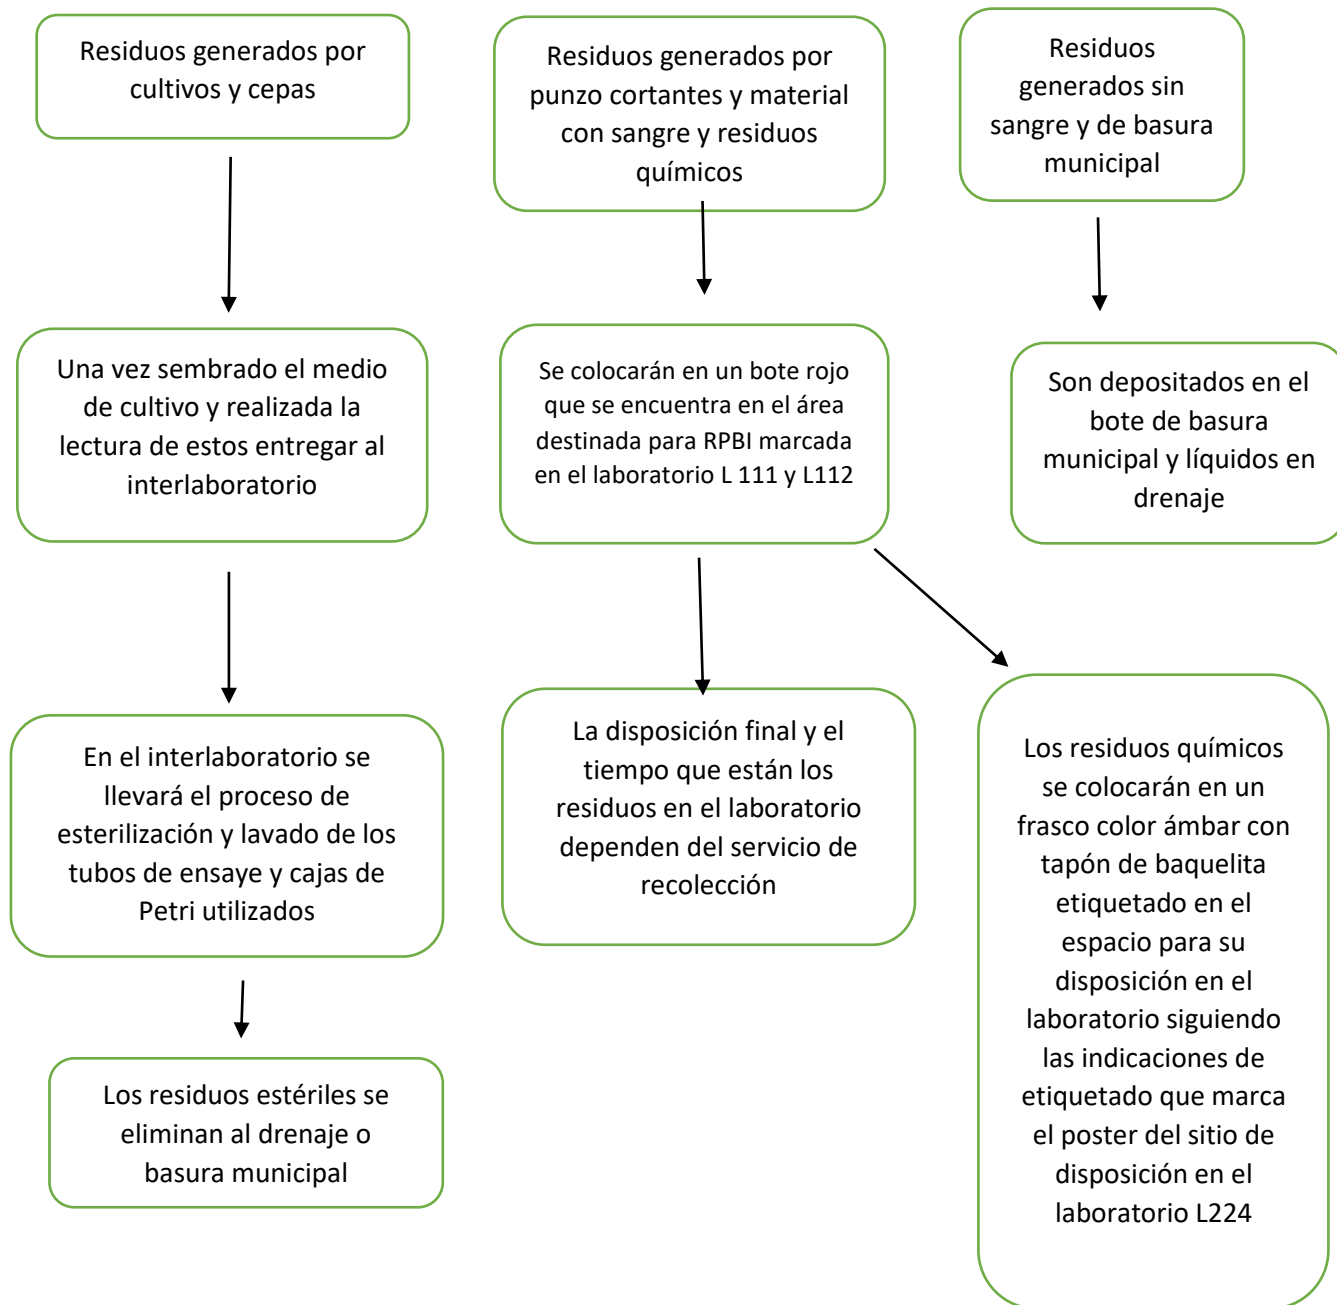 Residuos generados por
cultivos y cepas
Residuos generados por
punzo cortantes y material
con sangre y residuos
químicos
Residuos
generados sin
sangre y de basura
municipal
Una vez sembrado el medio
de cultivo y realizada la
lectura de estos entregar al
interlaboratorio
Se colocarán en un bote rojo
que se encuentra en el área
destinada para RPBI marcada
en el laboratorio L 111 y L112
Son depositados en el
bote de basura
municipal y líquidos en
drenaje
En el interlaboratorio se
llevará el proceso de
esterilización y lavado de los
tubos de ensaye y cajas de
Petri utilizados
La disposición final y el
tiempo que están los
residuos en el laboratorio
dependen del servicio de
recolección
Los residuos químicos
se colocarán en un
frasco color ámbar con
tapón de baquelita
etiquetado en el
espacio para su
disposición en el
laboratorio siguiendo
las indicaciones de
etiquetado que marca
el poster del sitio de
disposición en el
laboratorio L224
Los residuos estériles se
eliminan al drenaje o
basura municipal